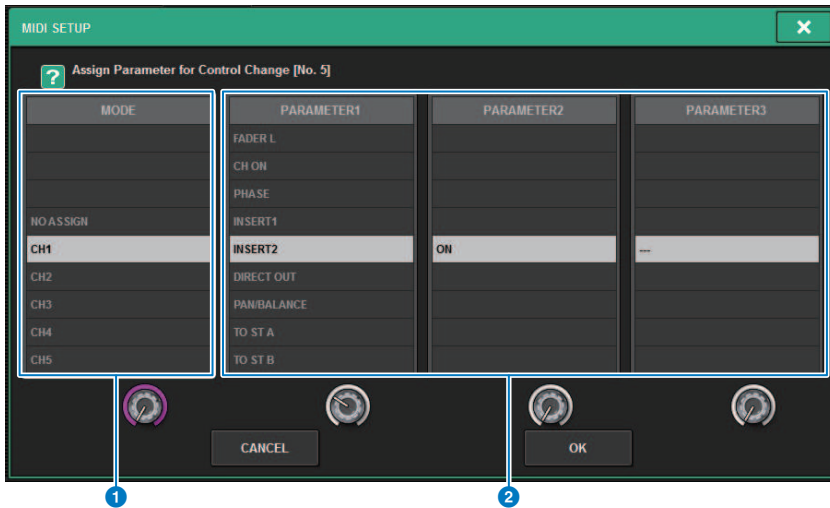 MIDI SETUP
?
Assign Parameter for Control Change [No. 5]
MODE PARAMETER1 PARAMETER2 PARAMETER3
FADER L
CH ON
PHASE
NO ASSIGN INSERT1
CH1 INSERT2 ON ---
CH2 DIRECT OUT
CH3 PAN/BALANCE
CH4 TO ST A
CH5 TO ST B
CANCEL OK
1 2